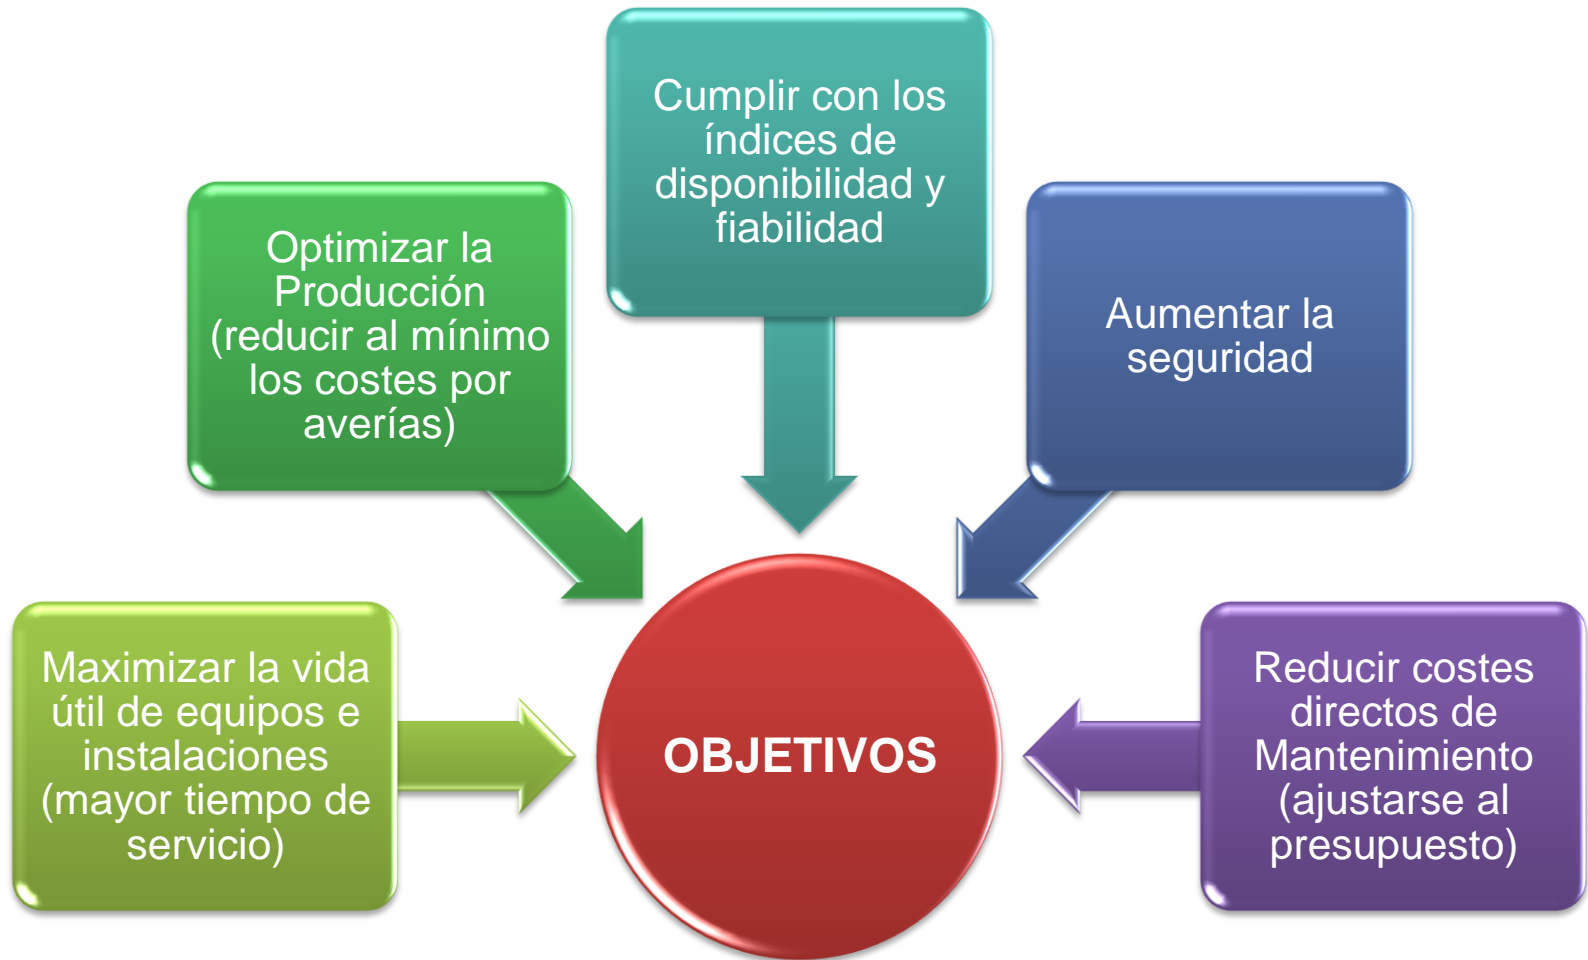 Cumplir con los
índices de
disponibilidad y
fiabilidad
Optimizar la
Producción
(reducir al mínimo
los costes por
averías)
Aumentar la
seguridad
Maximizar la vida
útil de equipos e
instalaciones
(mayor tiempo de
servicio)
OBJETIVOS
Reducir costes
directos de
Mantenimiento
(ajustarse al
presupuesto)